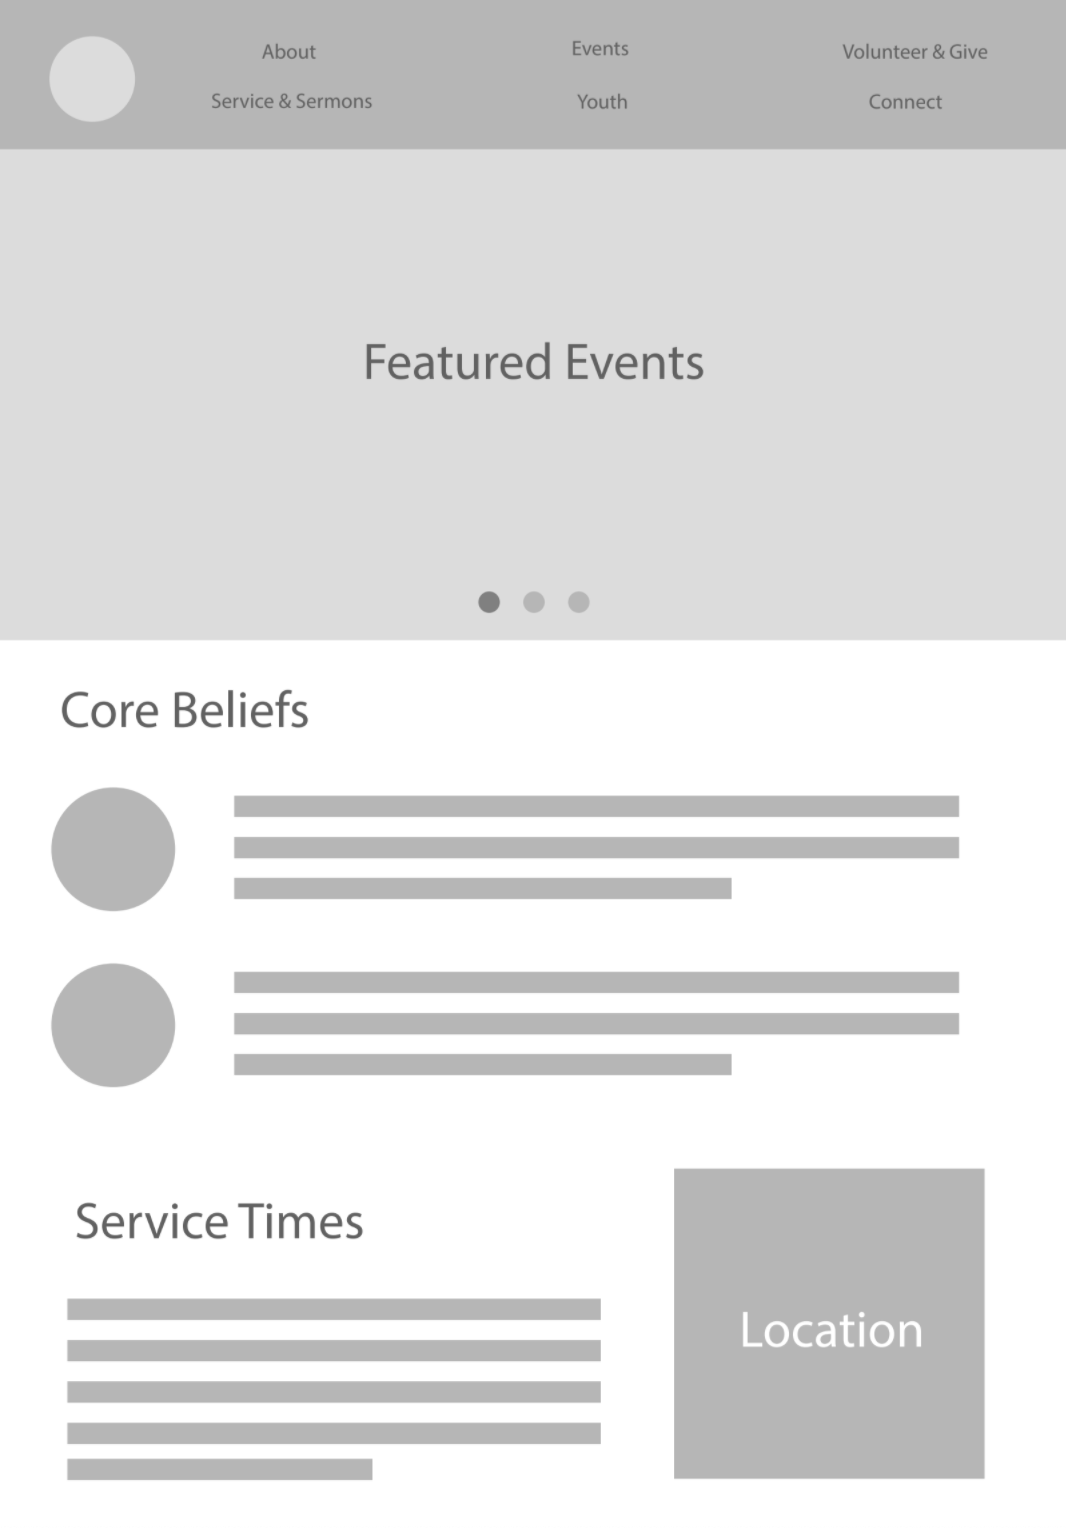 About
Events
Volunteer & Give
Service & Sermons
Youth
Connect
Featured Events
Core Beliefs
Service Times
Location